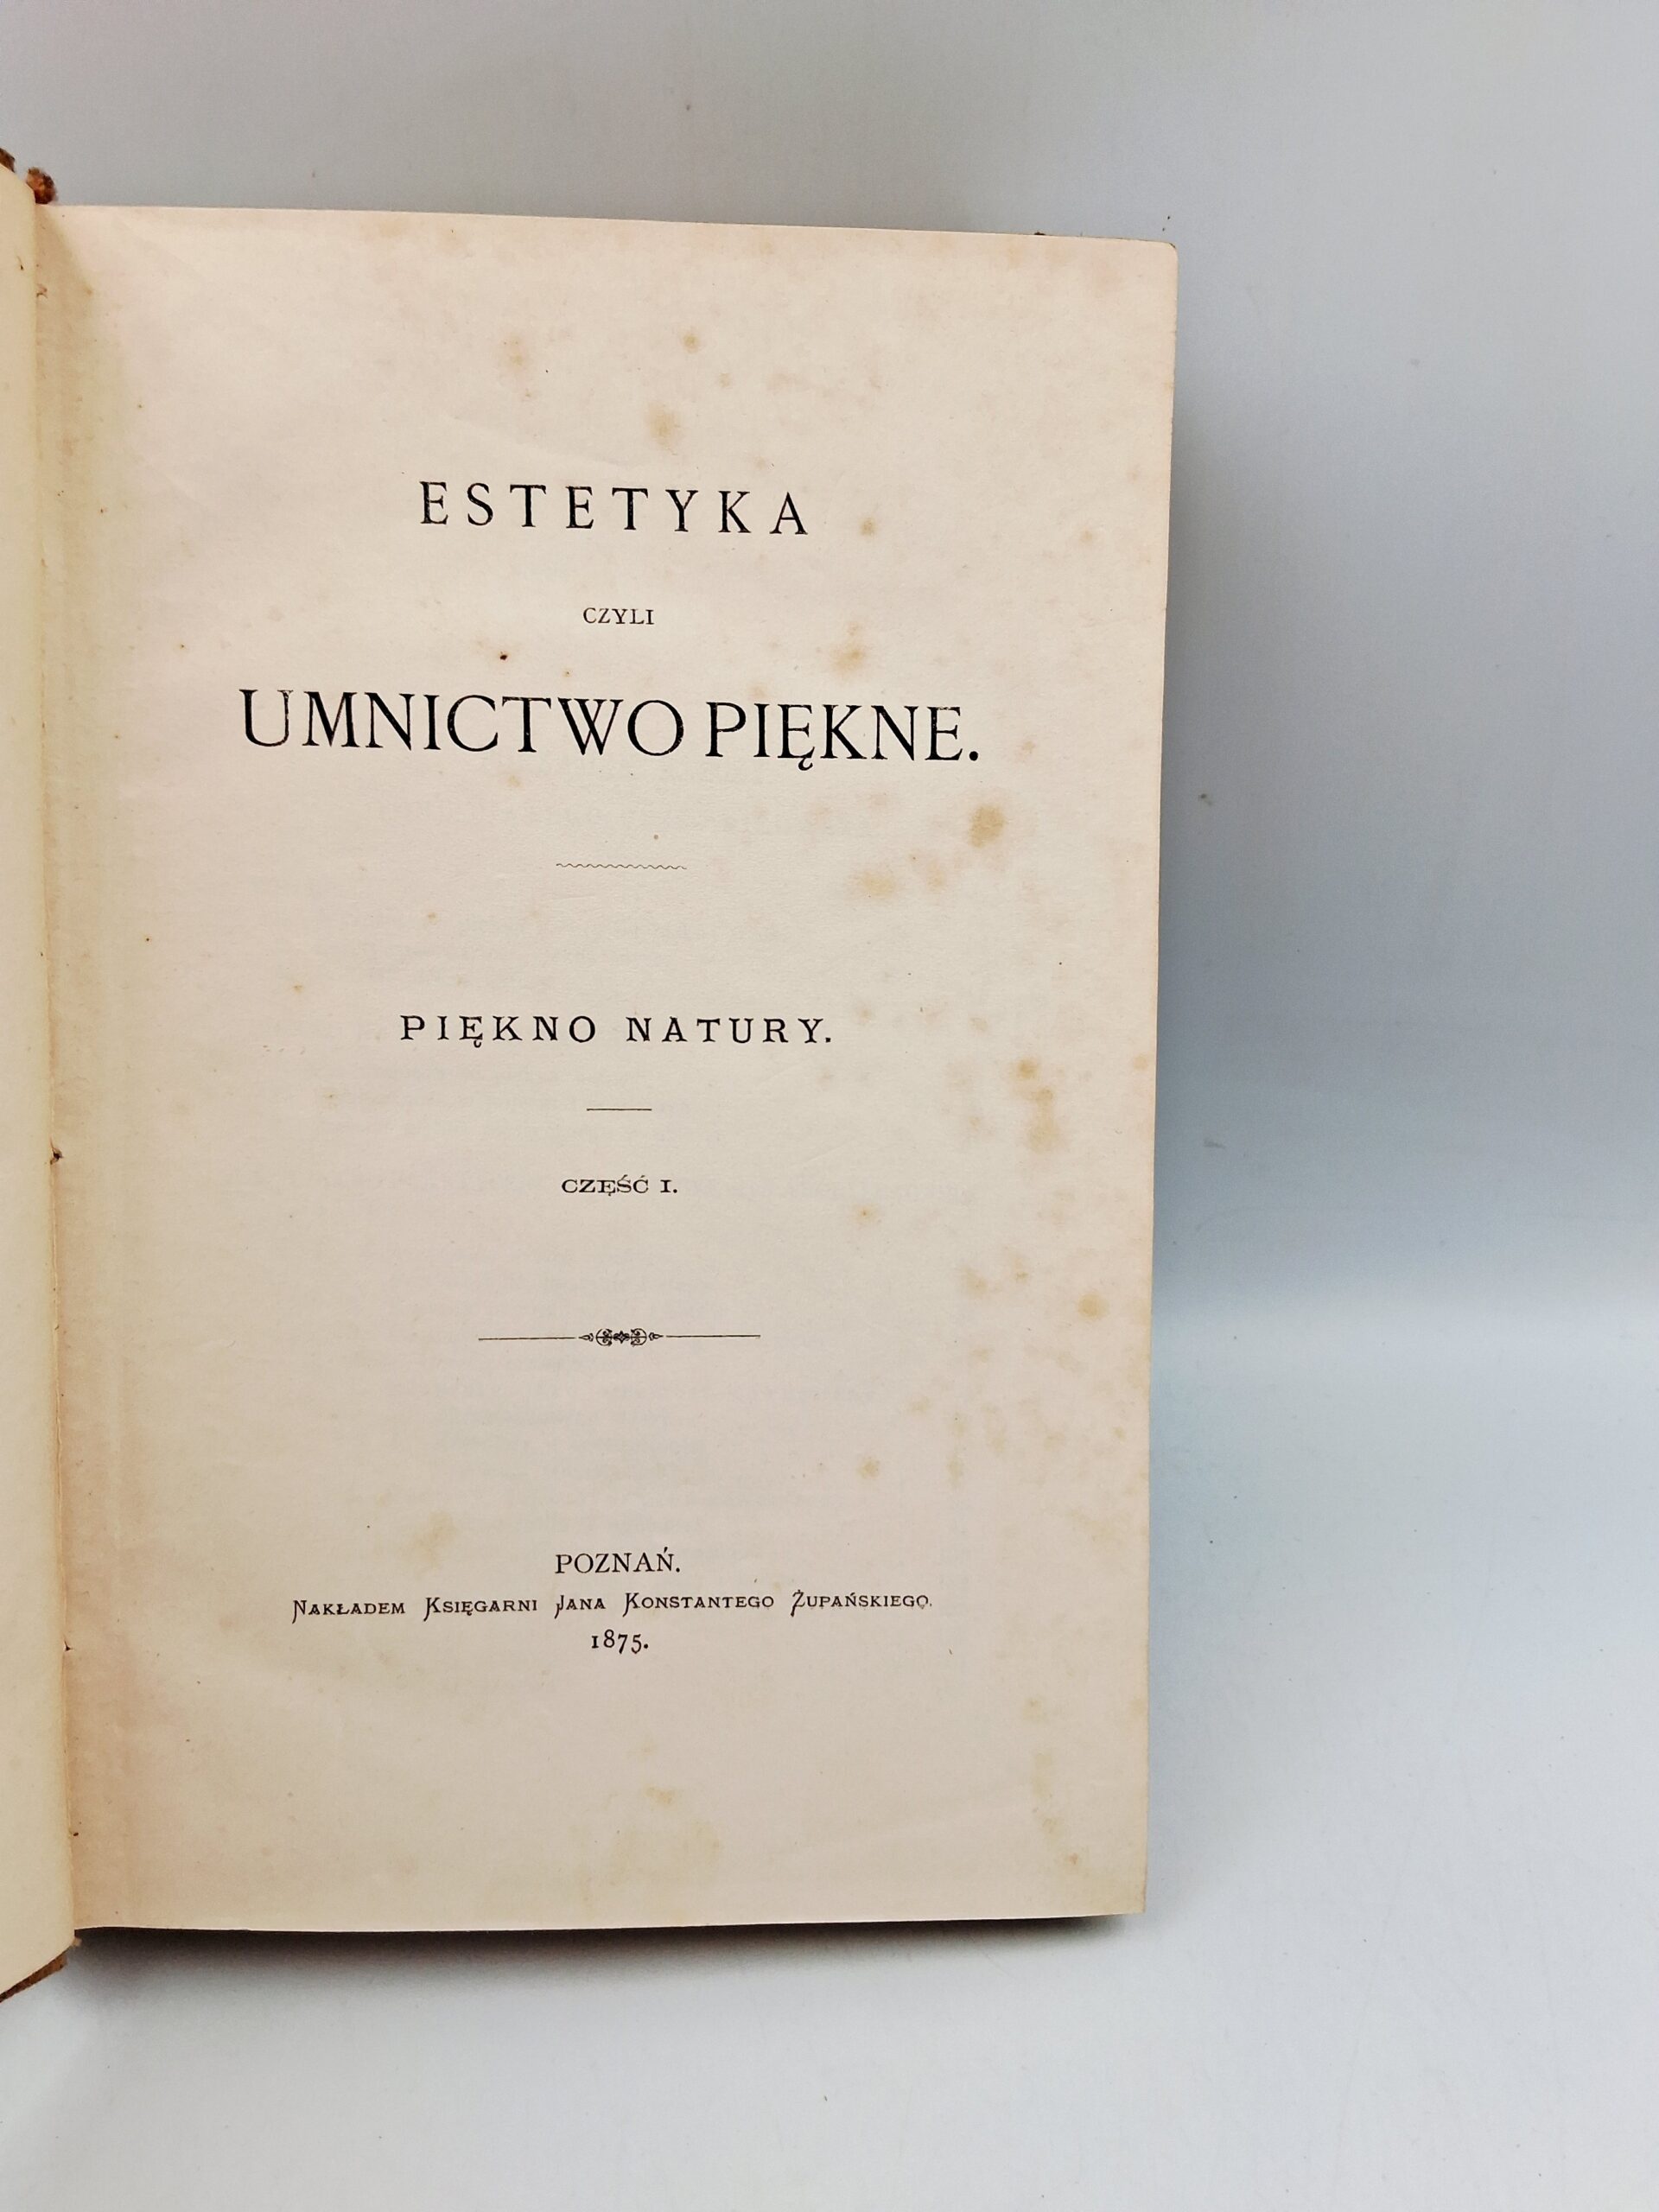 ESTETYKA
CZYLI
UMNICTWO PIĘKNE.
PIĘKNO NATURY.
CZĘŚĆ I.
POZNAŃ.
NAKŁADEM KSIĘGARNI JANA KONSTANTEGO ŻUPAŃSKIEGO.
1875.